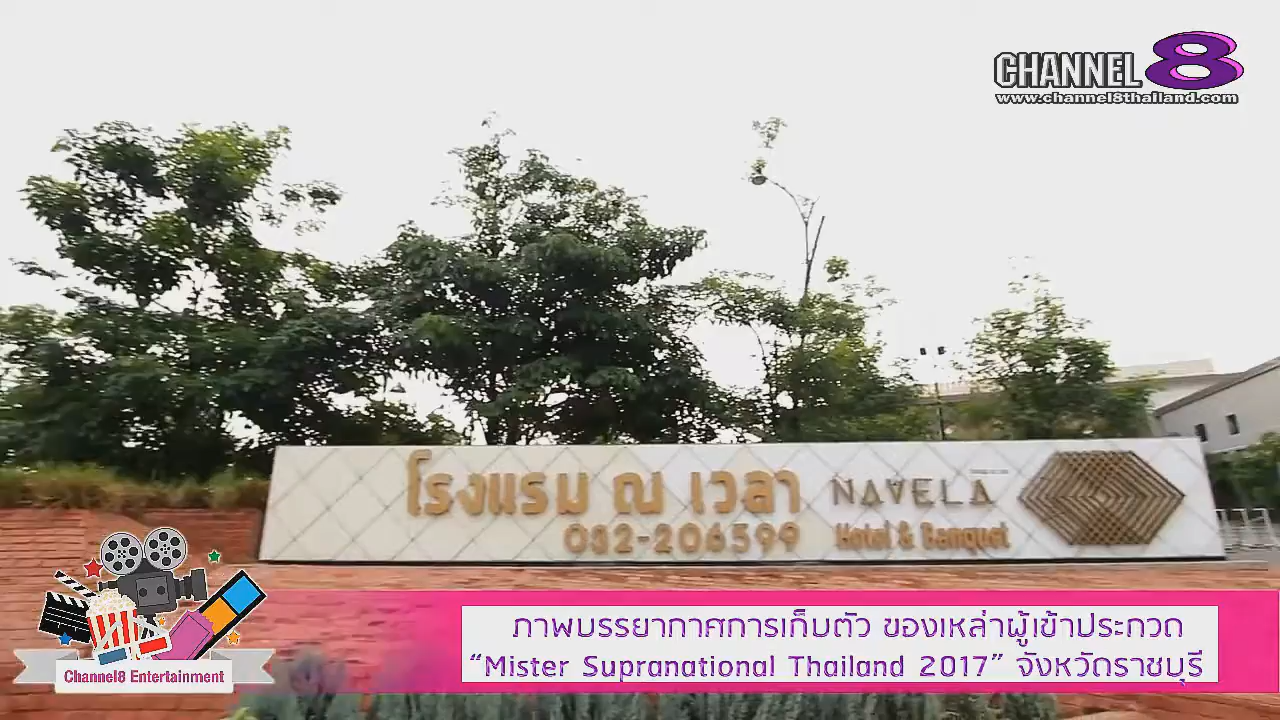 CHANNEL 8
www.channel8thailand.com
โรงแรม ณ เวลา
032-206599
NAVELA
Hotel & Banquet
Channel8 Entertainment
ภาพบรรยากาศการเก็บตัว ของเหล่าผู้เข้าประกวด
“Mister Supranational Thailand 2017” จังหวัดราชบุรี